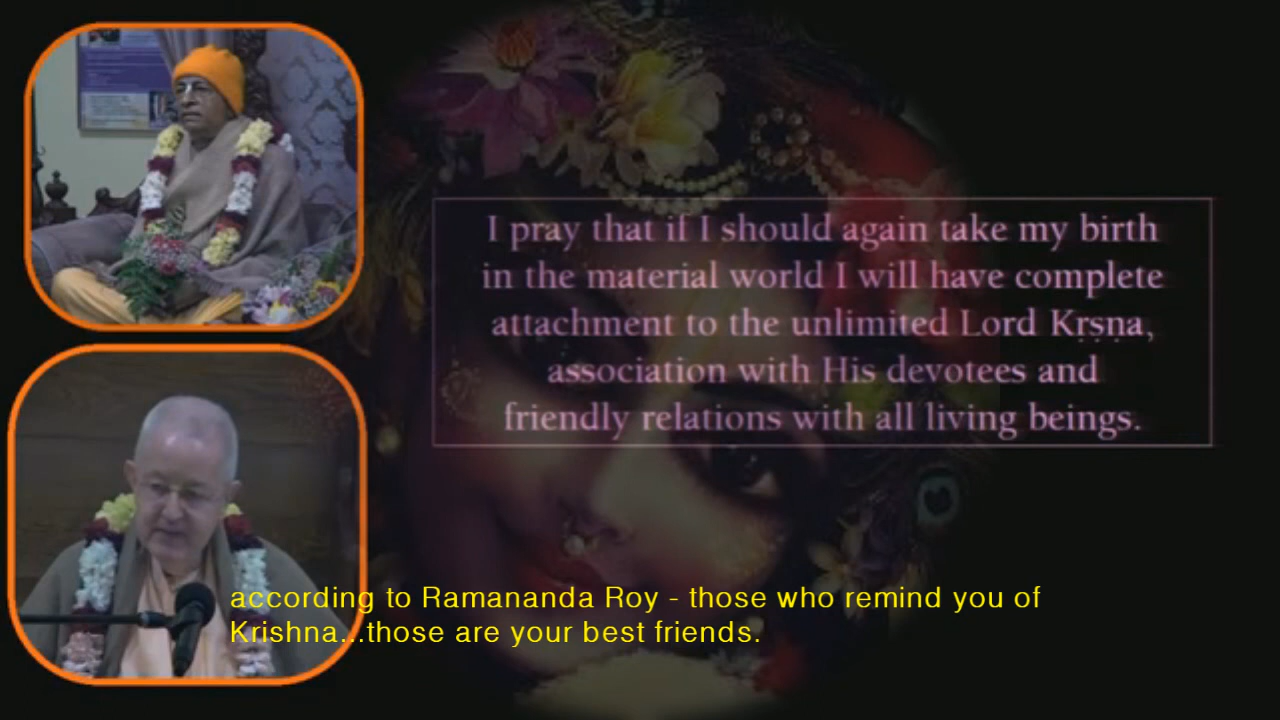 I pray that if I should again take my birth
in the material world I will have complete
attachment to the unlimited Lord Kṛṣṇa,
association with His devotees and
friendly relations with all living beings.
according to Ramananda Roy - those who remind you of
Krishna...those are your best friends.